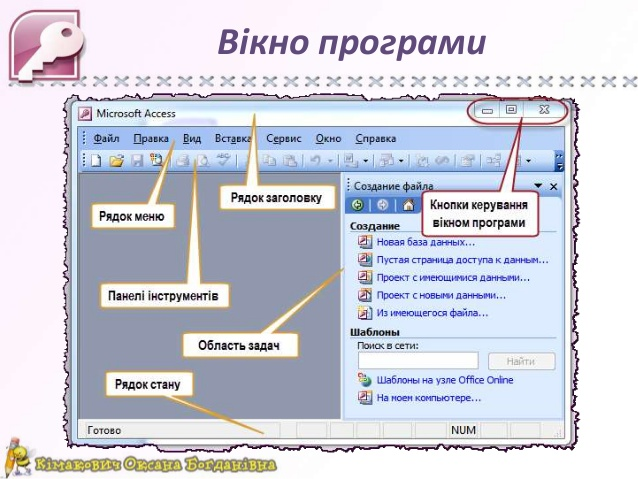 Вікно програми
Microsoft Access
Файл Правка Вид Вставка Сервис Окно Справка
Рядок заголовку
Создание файла
Кнопки керування
вікном програми
Рядок меню
Создание
Новая база данных...
Пустая страница доступа к данным...
Проект с имеющимися данными...
Панелі інструментів
Проект с новыми данными...
Из имеющегося файла...
Шаблоны
Область задач
Поиск в сети:
Найти
Рядок стану
Шаблоны на узле Office Online
На моем компьютере...
Готово
NUM
Кімакович Оксана Богданівна